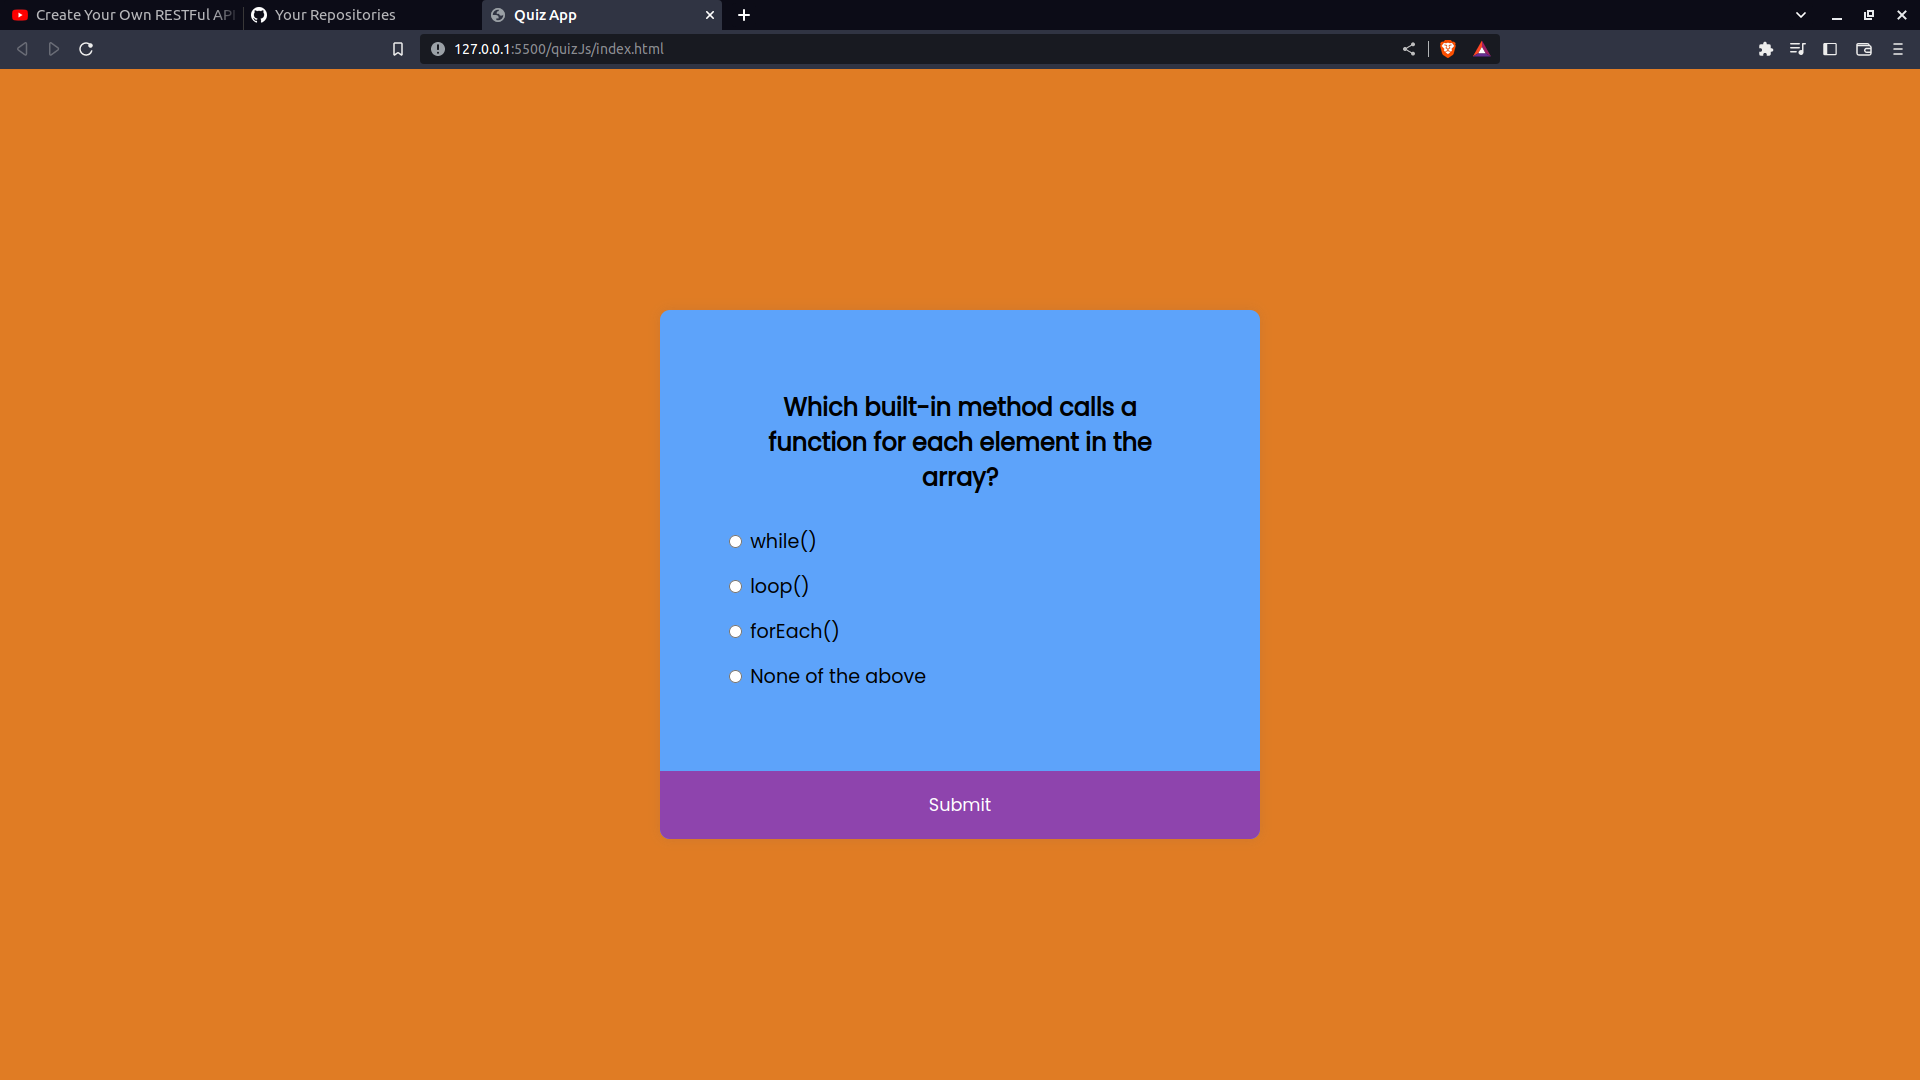 Create Your Own RESTFul AP
Your Repositories
Quiz App
127.0.0.1:5500/quizJs/index.html
Which built-in method calls a
function for each element in the
array?
while()
loop()
forEach()
None of the above
Submit